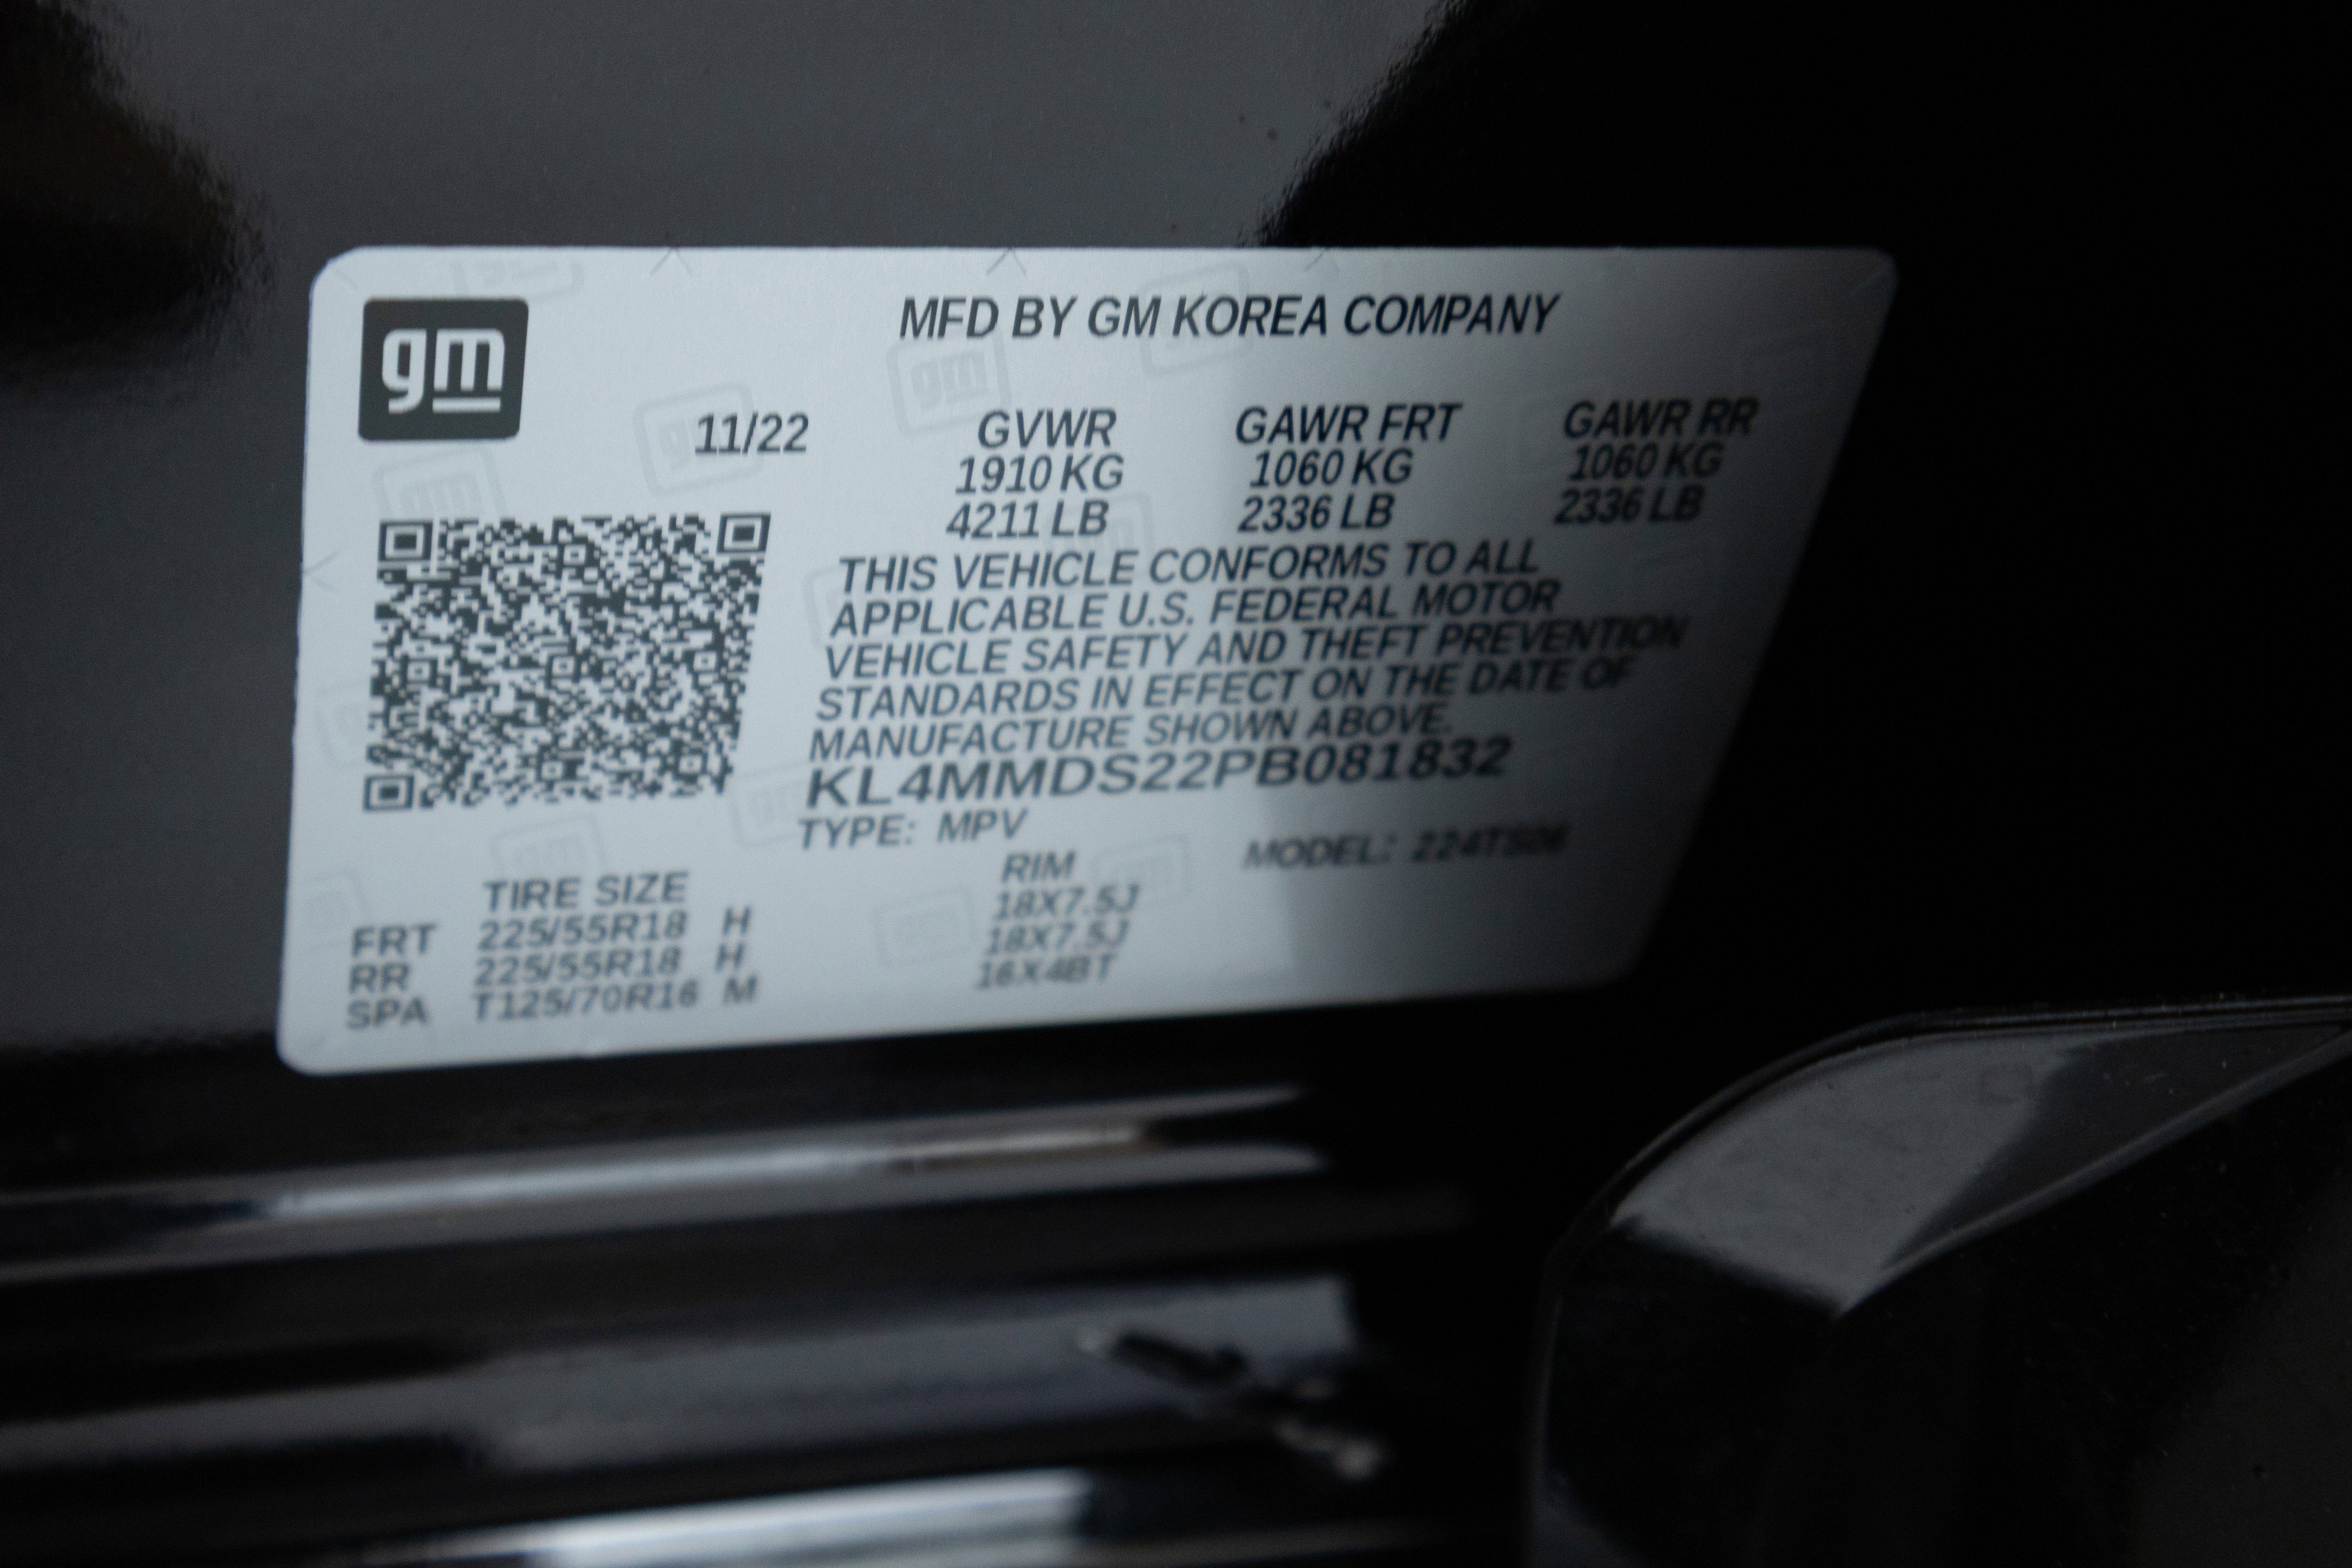 gm
MFD BY GM KOREA COMPANY
11/22 GVWR GAWR FRT GAWR RR
1910 KG 1060 KG 1060 KG
4211 LB 2336 LB 2336 LB
THIS VEHICLE CONFORMS TO ALL
APPLICABLE U.S. FEDERAL MOTOR
VEHICLE SAFETY AND THEFT PREVENTION
STANDARDS IN EFFECT ON THE DATE OF
MANUFACTURE SHOWN ABOVE.
KL4MMDS22PB081832
TYPE: MPV MODEL: 224TS06
TIRE SIZE RIM
FRT 225/55R18 H 18X7.5J
RR 225/55R18 H 18X7.5J
SPA T125/70R16 M 16X4BT